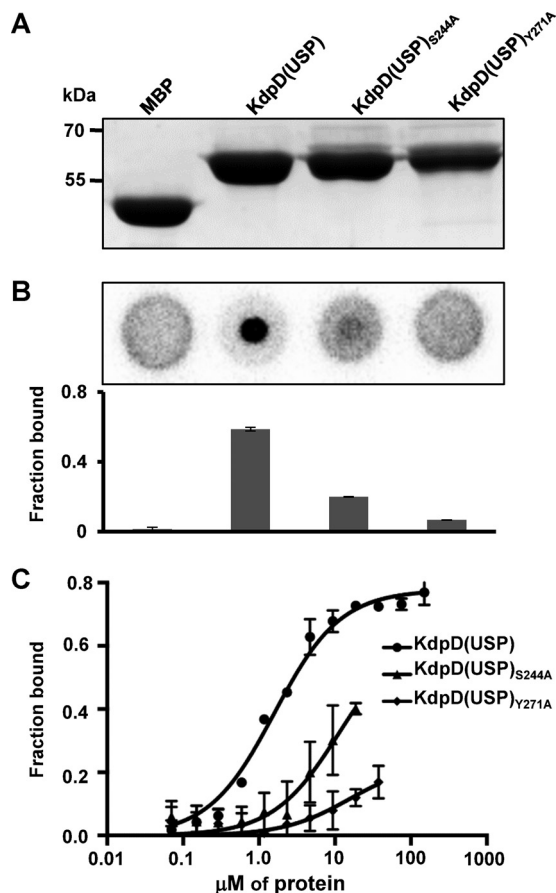 A
kDa
MBP
KdpD(USP)
KdpD(USP)S244A
KdpD(USP)Y271A
70
55
B
Fraction bound
0.8
0.4
0
C
Fraction bound
0.8
0.6
0.4
0.2
0.0
KdpD(USP)
KdpD(USP)S244A
KdpD(USP)Y271A
0.01
0.1
1.0
10
100
1000
μM of protein